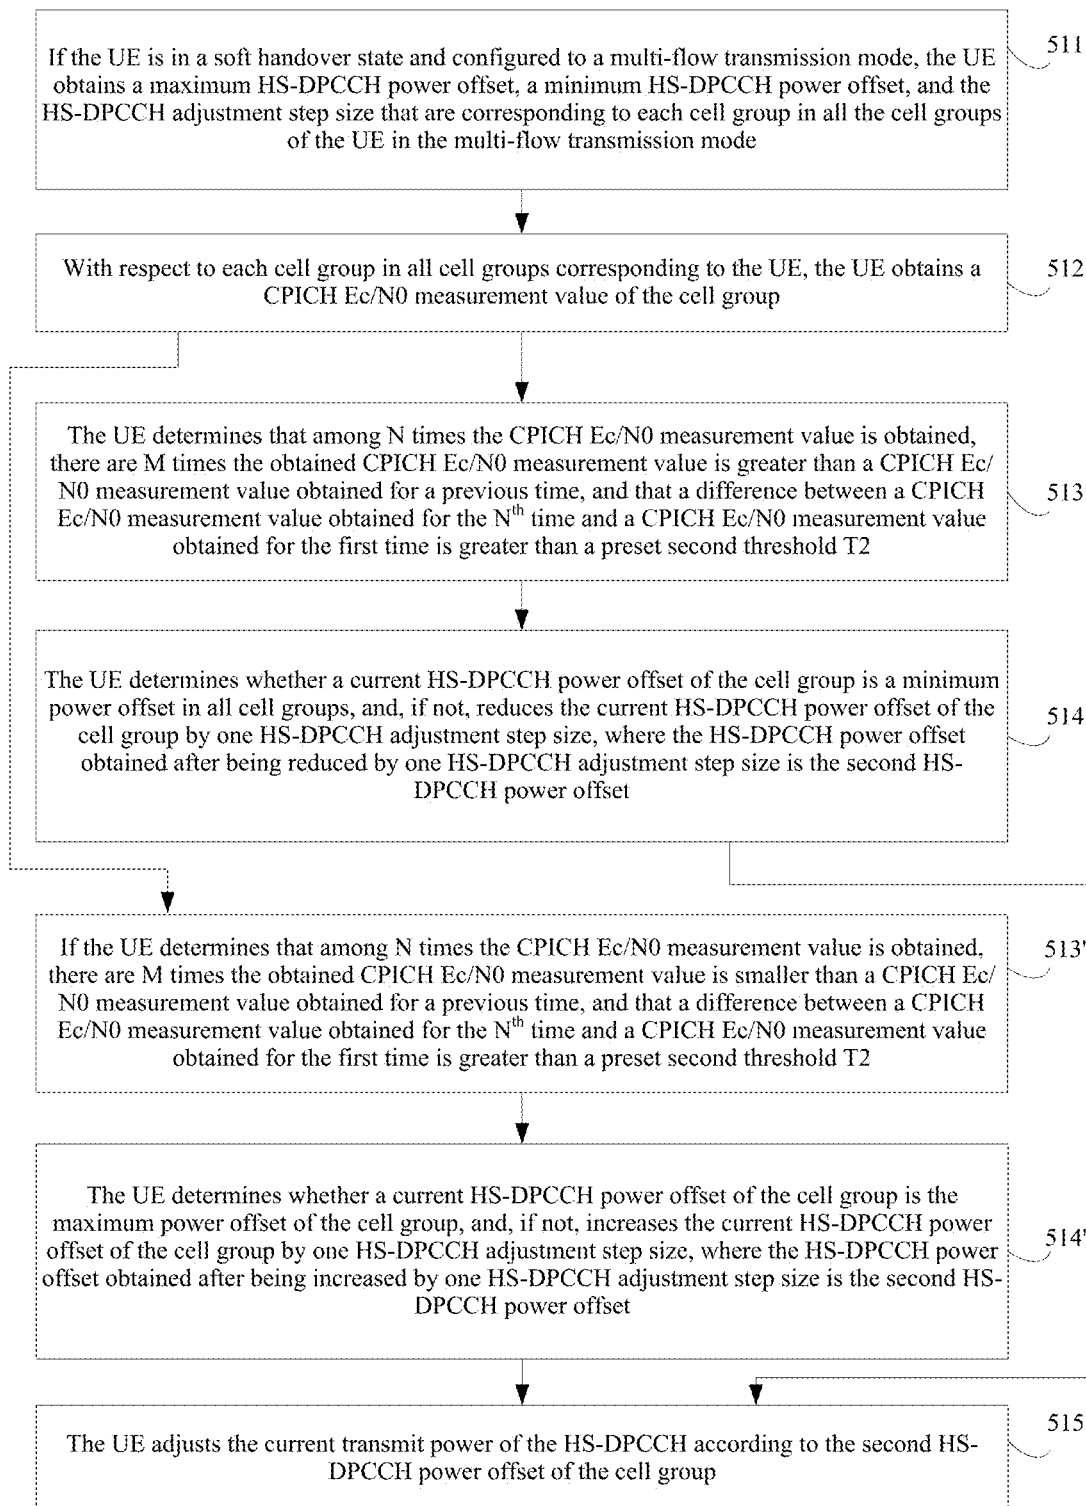 If the UE is in a soft handover state and configured to a multi-flow transmission mode, the UE
obtains a maximum HS-DPCCH power offset, a minimum HS-DPCCH power offset, and the
HS-DPCCH adjustment step size that are corresponding to each cell group in all the cell groups
of the UE in the multi-flow transmission mode
511
With respect to each cell group in all cell groups corresponding to the UE, the UE obtains a
CPICH Ec/N0 measurement value of the cell group
512
The UE determines that among N times the CPICH Ec/N0 measurement value is obtained,
there are M times the obtained CPICH Ec/N0 measurement value is greater than a CPICH Ec/
N0 measurement value obtained for a previous time, and that a difference between a CPICH
Ec/N0 measurement value obtained for the Nth time and a CPICH Ec/N0 measurement value
obtained for the first time is greater than a preset second threshold T2
513
The UE determines whether a current HS-DPCCH power offset of the cell group is a minimum
power offset in all cell groups, and, if not, reduces the current HS-DPCCH power offset of the
cell group by one HS-DPCCH adjustment step size, where the HS-DPCCH power offset
obtained after being reduced by one HS-DPCCH adjustment step size is the second HS-
DPCCH power offset
514
If the UE determines that among N times the CPICH Ec/N0 measurement value is obtained,
there are M times the obtained CPICH Ec/N0 measurement value is smaller than a CPICH Ec/
N0 measurement value obtained for a previous time, and that a difference between a CPICH
Ec/N0 measurement value obtained for the Nth time and a CPICH Ec/N0 measurement value
obtained for the first time is greater than a preset second threshold T2
513'
The UE determines whether a current HS-DPCCH power offset of the cell group is the
maximum power offset of the cell group, and, if not, increases the current HS-DPCCH power
offset of the cell group by one HS-DPCCH adjustment step size, where the HS-DPCCH power
offset obtained after being increased by one HS-DPCCH adjustment step size is the second HS-
DPCCH power offset
514'
The UE adjusts the current transmit power of the HS-DPCCH according to the second HS-
DPCCH power offset of the cell group
515